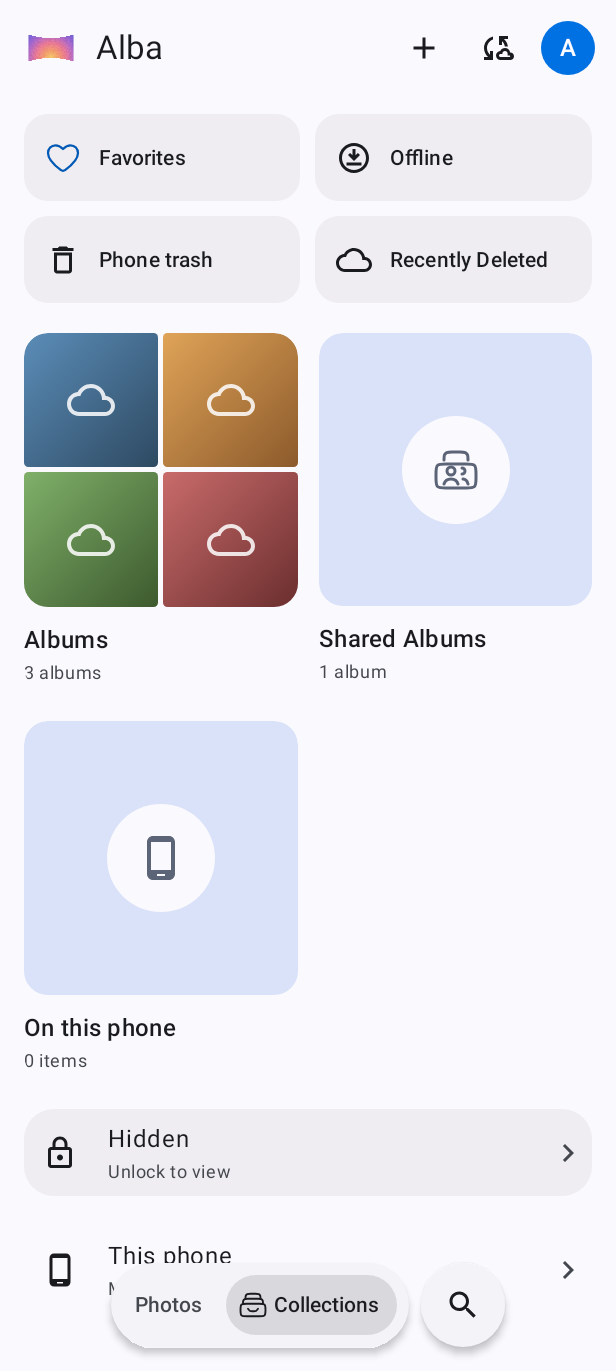 Alba
A
Favorites
Offline
Phone trash
Recently Deleted
Albums
3 albums
Shared Albums
1 album
On this phone
0 items
Hidden
Unlock to view
This phone
Photos
Collections